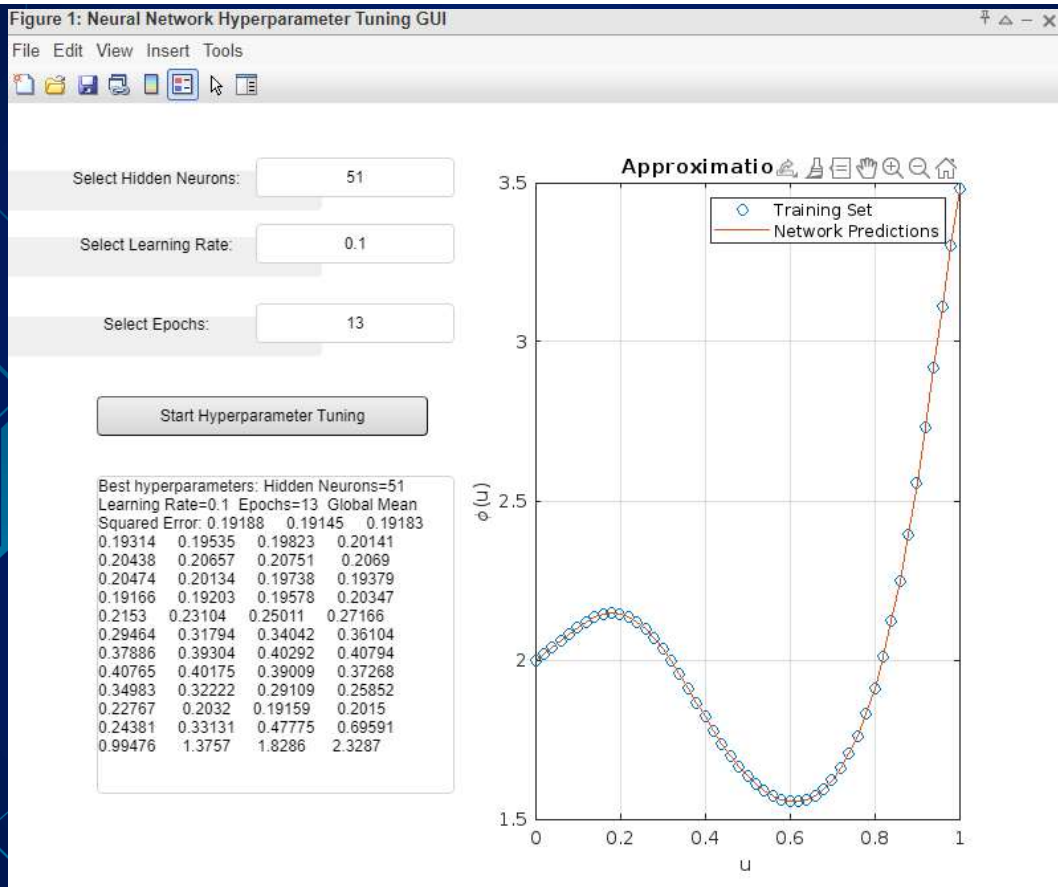 Figure 1: Neural Network Hyperparameter Tuning GUI
File Edit View Insert Tools
Select Hidden Neurons: 51
Select Learning Rate: 0.1
Select Epochs: 13
Start Hyperparameter Tuning
Best hyperparameters: Hidden Neurons=51
Learning Rate=0.1 Epochs=13 Global Mean
Squared Error: 0.19188 0.19145 0.19183
0.19314 0.19535 0.19823 0.20141
0.20438 0.20657 0.20751 0.2069
0.20474 0.20134 0.19738 0.19379
0.19166 0.19203 0.19578 0.20347
0.2153 0.23104 0.25011 0.27166
0.29464 0.31794 0.34042 0.36104
0.37886 0.39304 0.40292 0.40794
0.40765 0.40175 0.39009 0.37268
0.34983 0.32222 0.29109 0.25852
0.22767 0.2032 0.19159 0.2015
0.24381 0.33131 0.47775 0.69591
0.99476 1.3757 1.8286 2.3287
Approximatio
Training Set
Network Predictions
3.5
3
2.5
2
1.5
φ(u)
0 0.2 0.4 0.6 0.8 1
u